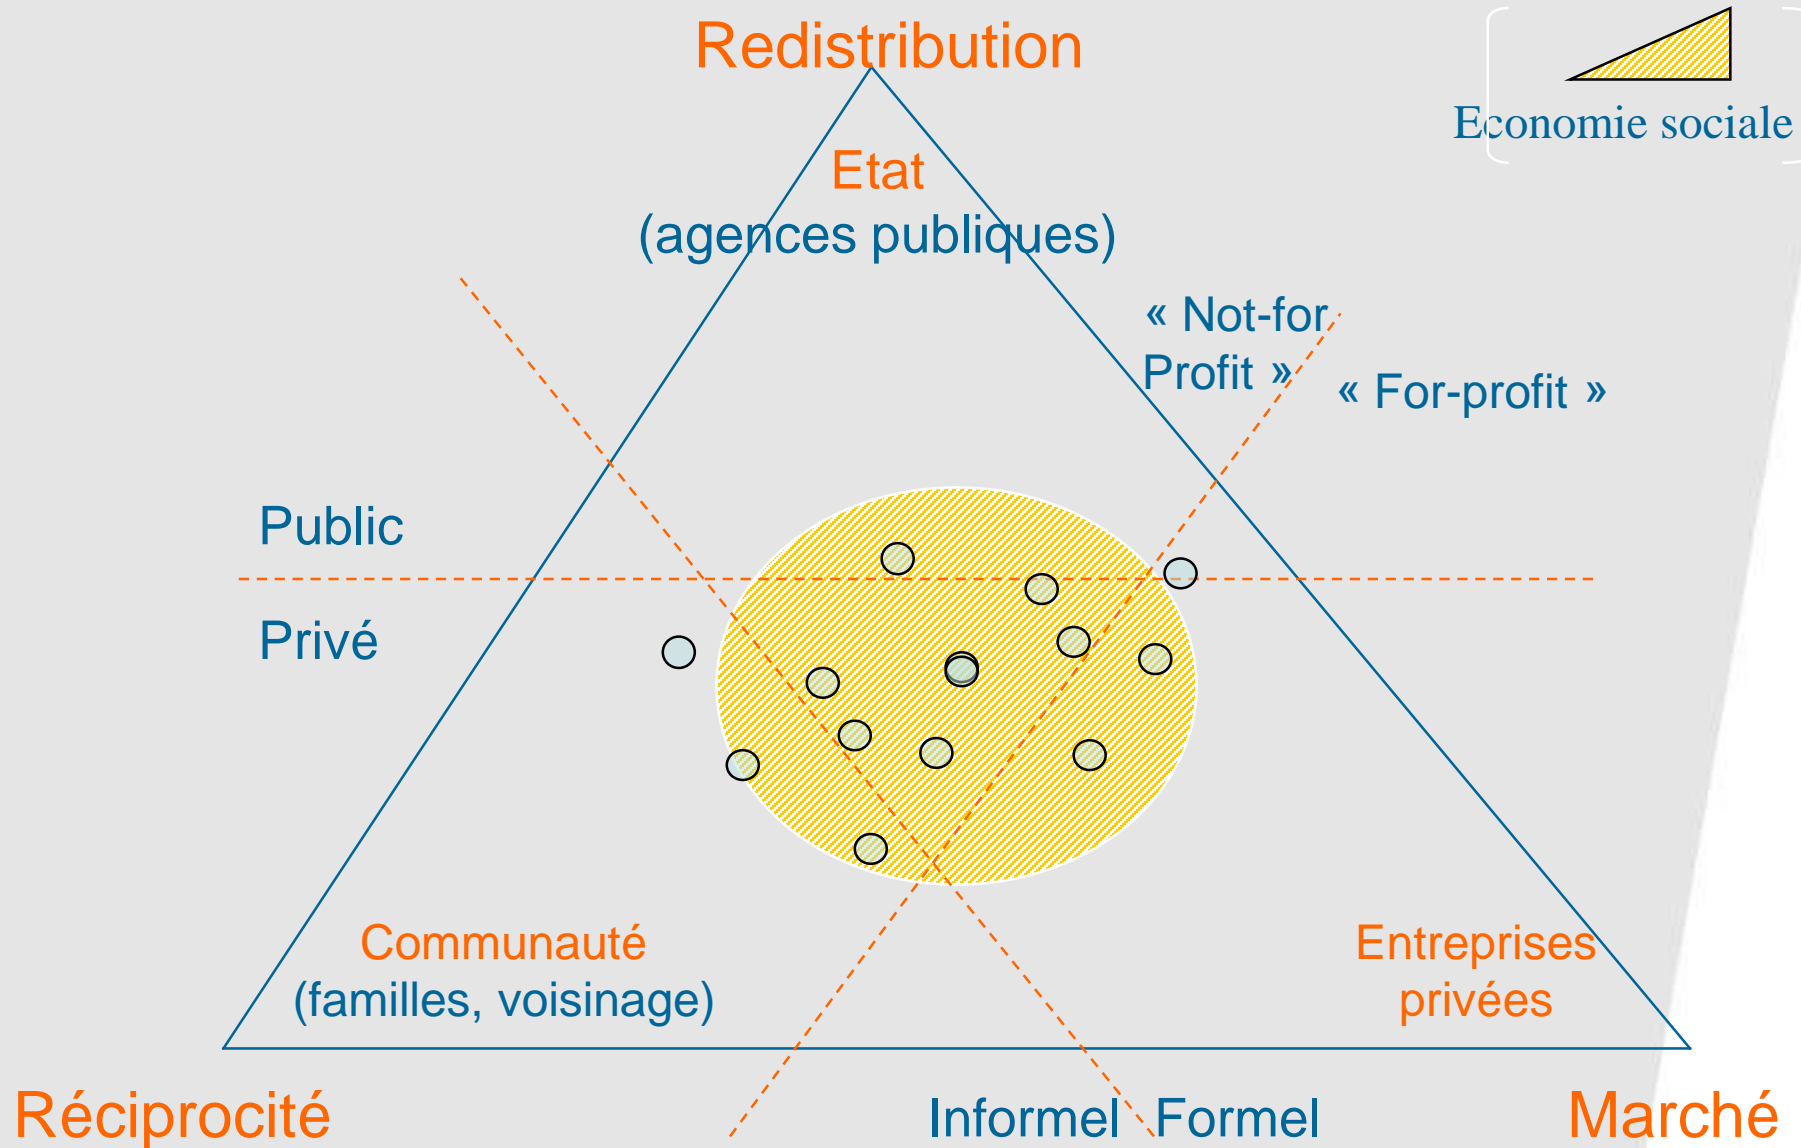 Redistribution
Economie sociale
Etat
(agences publiques)
« Not-for
Profit »
« For-profit »
Public
Privé
Communauté
(familles, voisinage)
Entreprises
privées
Réciprocité
Informel Formel
Marché